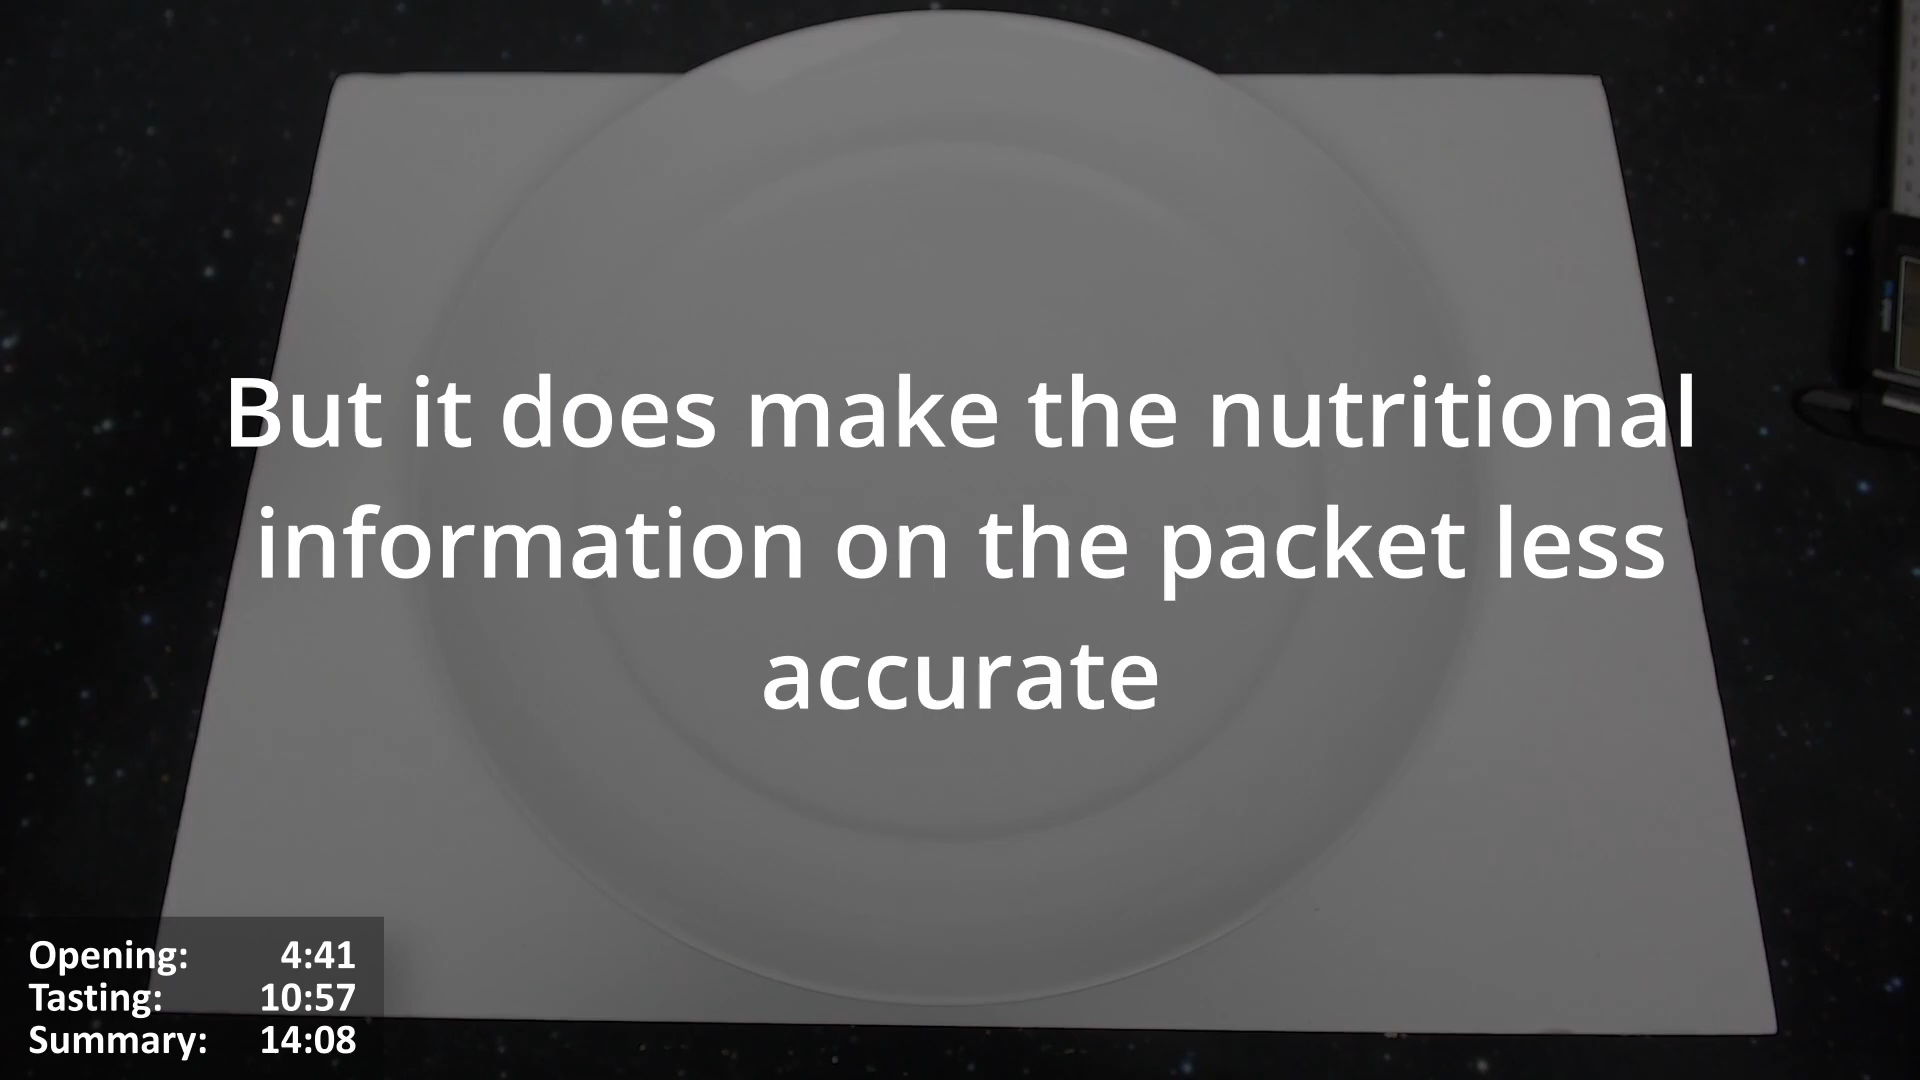 But it does make the nutritional
information on the packet less
accurate
Opening: 4:41
Tasting: 10:57
Summary: 14:08